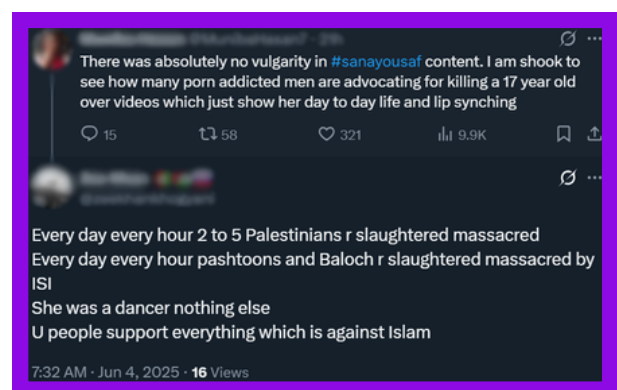 21h
There was absolutely no vulgarity in #sanayousaf content. I am shook to
see how many porn addicted men are advocating for killing a 17 year old
over videos which just show her day to day life and lip synching
15 58 321 9.9K
Every day every hour 2 to 5 Palestinians r slaughtered massacred
Every day every hour pashtoons and Baloch r slaughtered massacred by
ISI
She was a dancer nothing else
U people support everything which is against Islam
7:32 AM · Jun 4, 2025 · 16 Views